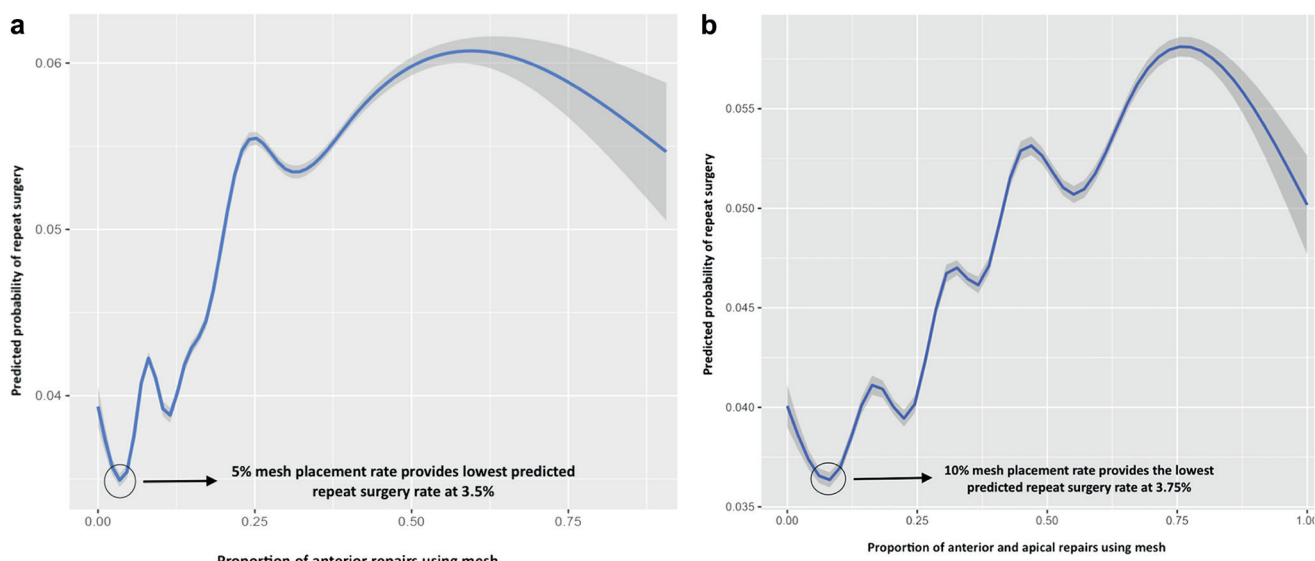 a
Predicted probability of repeat surgery
0.06
0.05
0.04
5% mesh placement rate provides lowest predicted
repeat surgery rate at 3.5%
0.00
0.25
0.50
0.75
Proportion of anterior repairs using mesh
b
Predicted probability of repeat surgery
0.055
0.050
0.045
0.040
0.035
10% mesh placement rate provides the lowest
predicted repeat surgery rate at 3.75%
0.00
0.25
0.50
0.75
1.00
Proportion of anterior and apical repairs using mesh